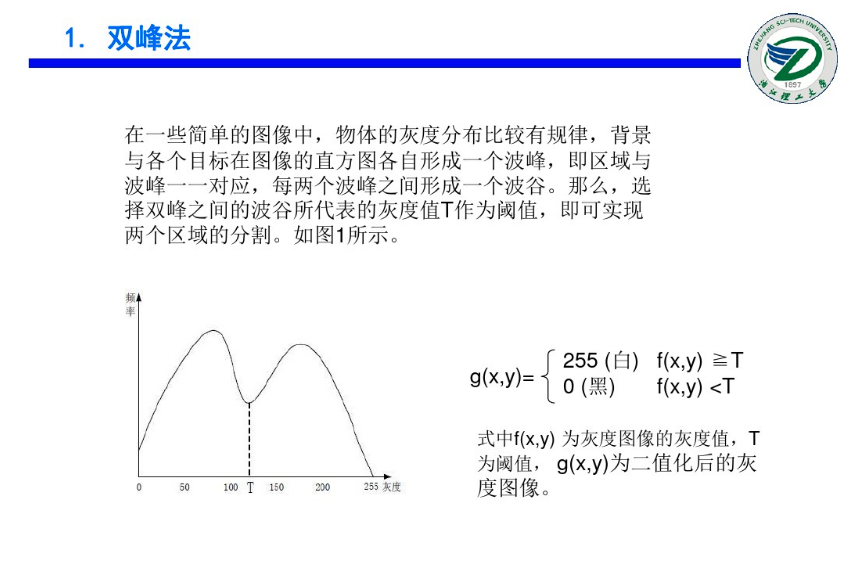 1. 双峰法
ZHEJIANG SCI-TECH UNIVERSITY
1897
浙江理工大学
在一些简单的图像中，物体的灰度分布比较有规律，背景
与各个目标在图像的直方图各自形成一个波峰，即区域与
波峰一一对应，每两个波峰之间形成一个波谷。那么，选
择双峰之间的波谷所代表的灰度值T作为阈值，即可实现
两个区域的分割。如图1所示。
频
率
0 50 100 T 150 200 255 灰度
g(x,y)=
255 (白) f(x,y) ≧T
0 (黑) f(x,y) <T
式中f(x,y) 为灰度图像的灰度值，T
为阈值， g(x,y)为二值化后的灰
度图像。